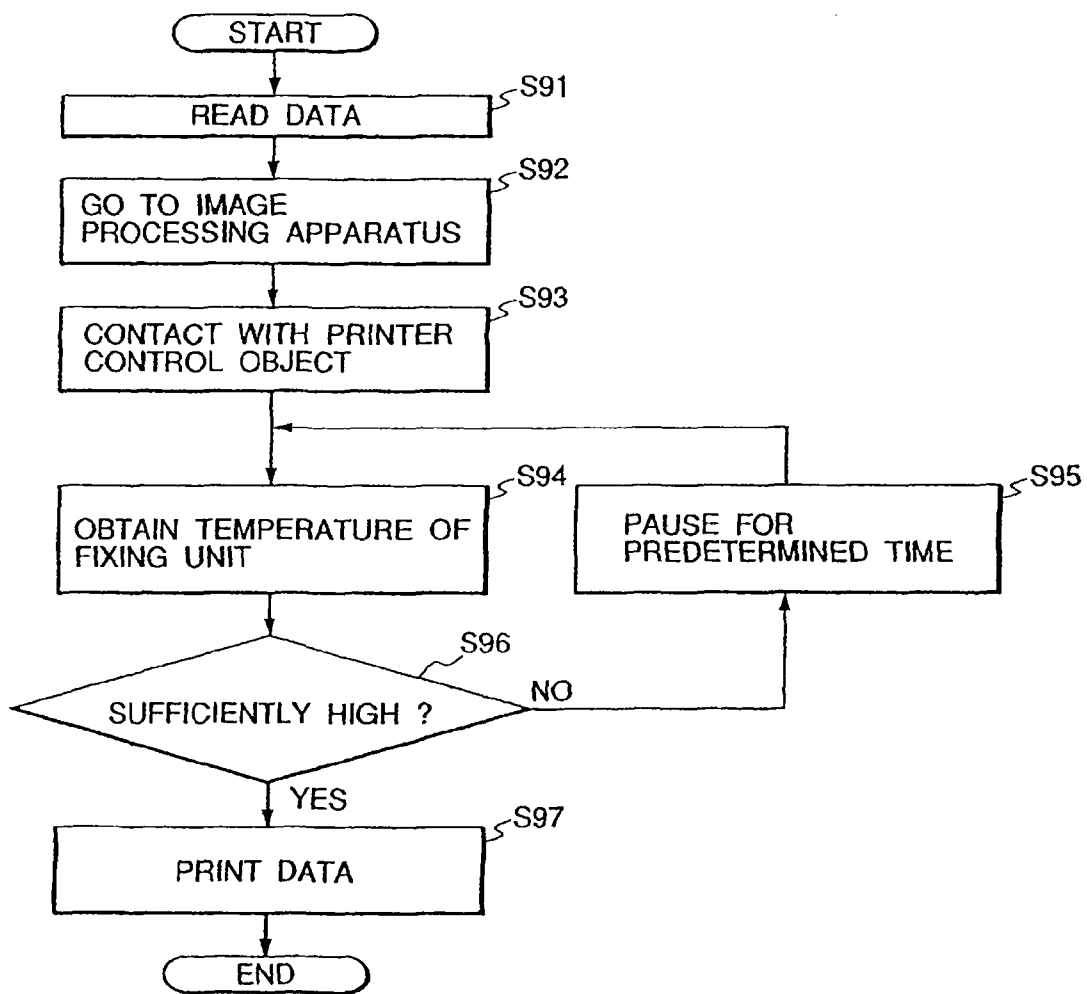 START
S91
READ DATA
S92
GO TO IMAGE
PROCESSING APPARATUS
S93
CONTACT WITH PRINTER
CONTROL OBJECT
S94
OBTAIN TEMPERATURE OF
FIXING UNIT
S95
PAUSE FOR
PREDETERMINED TIME
S96
SUFFICIENTLY HIGH ?
NO
YES
S97
PRINT DATA
END